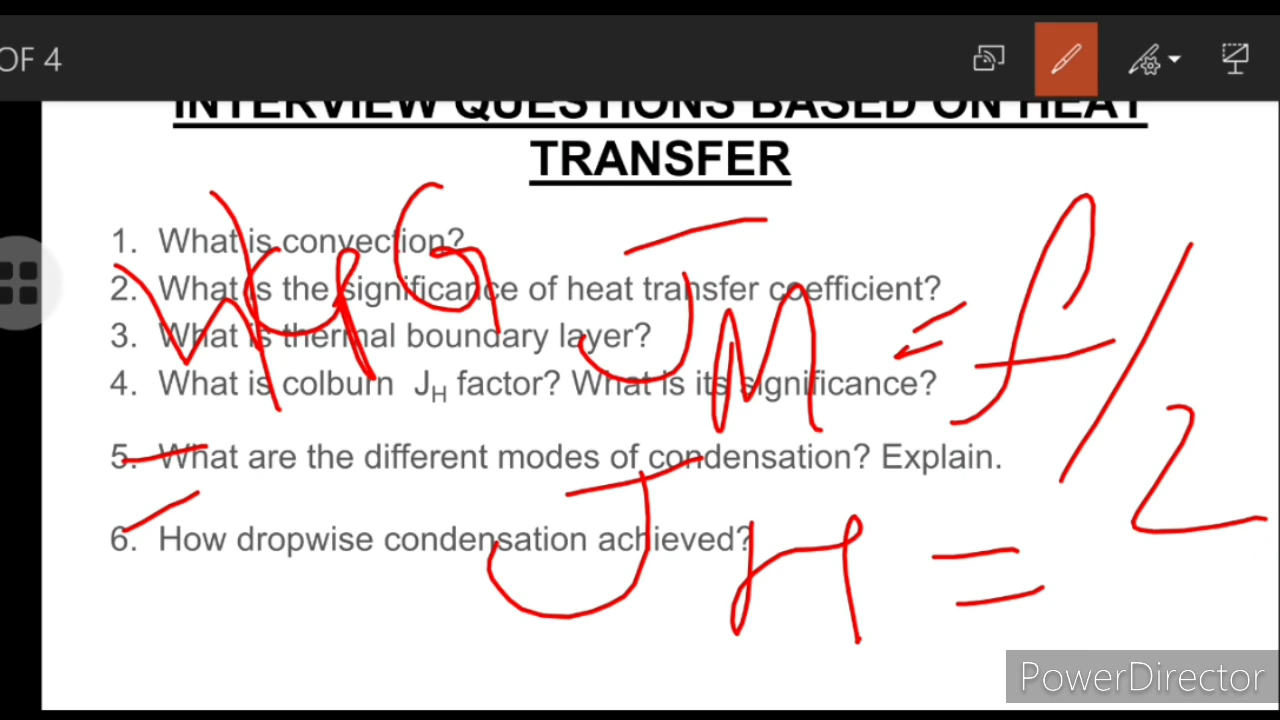 OF 4
INTERVIEW QUESTIONS BASED ON HEAT
TRANSFER
1. What is convection?
2. What is the significance of heat transfer coefficient?
3. What is thermal boundary layer?
4. What is colburn J_H factor? What is its significance?
5. What are the different modes of condensation? Explain.
6. How dropwise condensation achieved?
J_M = f/2
J_H =
PowerDirector